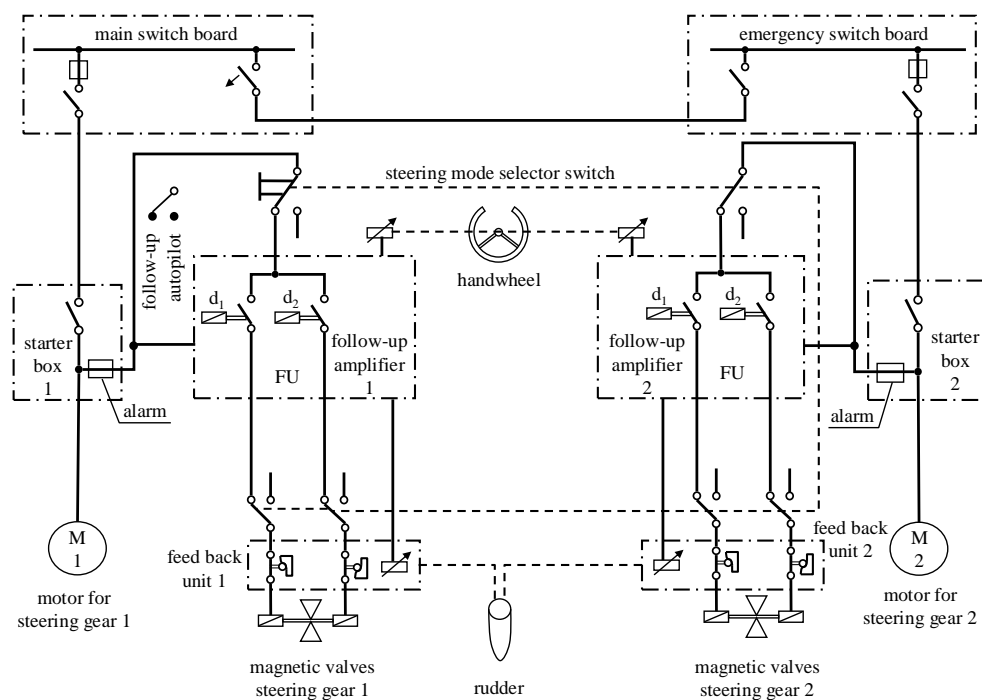 main switch board
emergency switch board
steering mode selector switch
follow-up
autopilot
handwheel
starter
box
1
d1
d2
FU
follow-up
amplifier
1
alarm
follow-up
amplifier
2
d1
d2
FU
starter
box
2
alarm
M
1
motor for
steering gear 1
feed back
unit 1
feed back
unit 2
M
2
motor for
steering gear 2
magnetic valves
steering gear 1
rudder
magnetic valves
steering gear 2